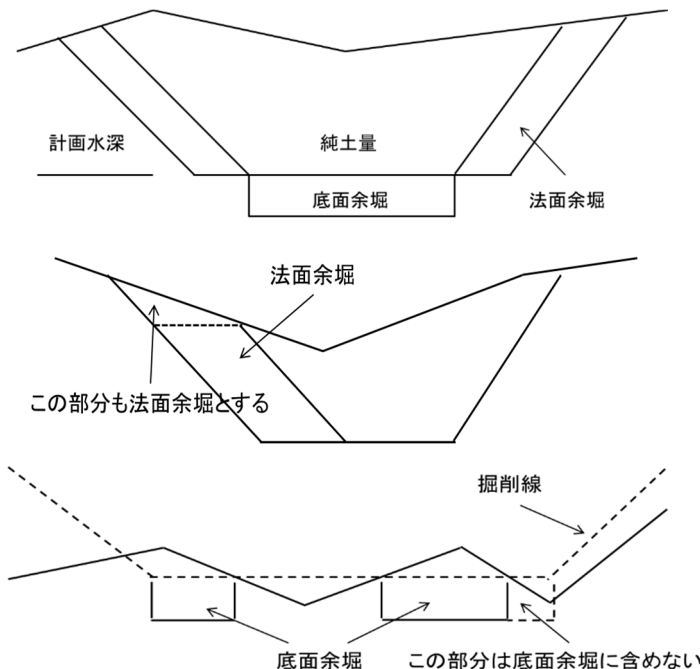 計画水深
純土量
底面余堀
法面余堀
法面余堀
この部分も法面余堀とする
掘削線
底面余堀
この部分は底面余堀に含めない